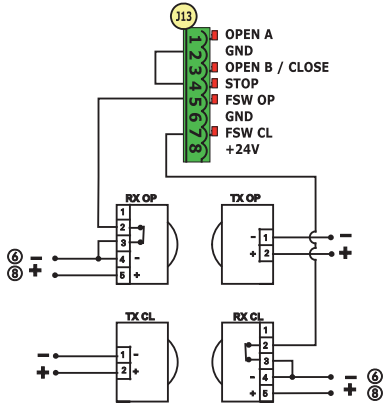 J13
1 OPEN A
2 GND
3 OPEN B / CLOSE
4 STOP
5 FSW OP
6 GND
7 FSW CL
8 +24V
RX OP
1
2
3
4 -
5 +
6 -
8 +
TX OP
- 1 -
+ 2 +
TX CL
- 1 -
+ 2 +
RX CL
1
2
3
- 4 - 6
+ 5 + 8